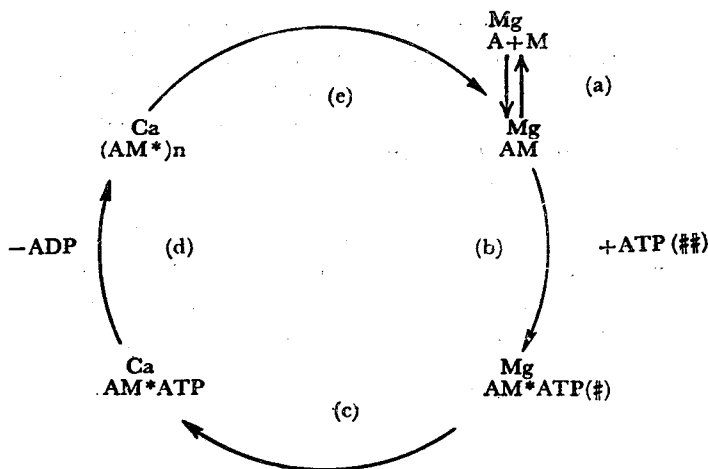 Mg
A+M
(a)
(e)
Ca
(AM*)n
Mg
AM
−ADP
(d)
(b)
+ATP(##)
Ca
AM*ATP
Mg
AM*ATP(#)
(c)